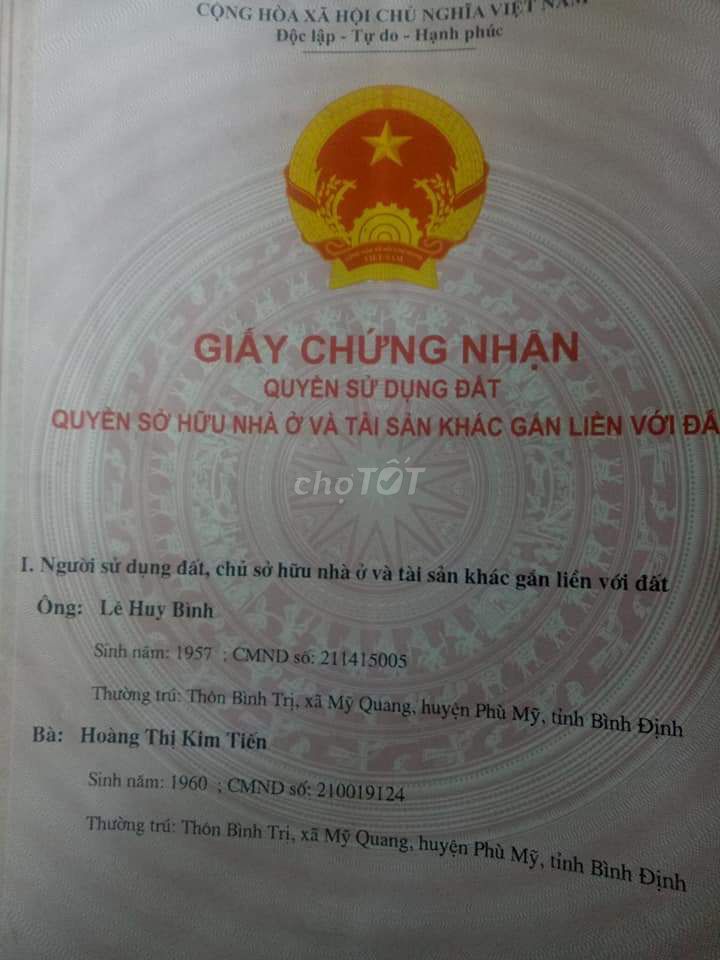 CỘNG HÒA XÃ HỘI CHỦ NGHĨA VIỆT NAM
Độc lập - Tự do - Hạnh phúc
VIỆT NAM
GIẤY CHỨNG NHẬN
QUYỀN SỬ DỤNG ĐẤT
QUYỀN SỞ HỮU NHÀ Ở VÀ TÀI SẢN KHÁC GẮN LIỀN VỚI ĐẤ
chợTỐT
I. Người sử dụng đất, chủ sở hữu nhà ở và tài sản khác gắn liền với đất
Ông: Lê Huy Bình
Sinh năm: 1957 ; CMND số: 211415005
Thường trú: Thôn Bình Trị, xã Mỹ Quang, huyện Phù Mỹ, tỉnh Bình Định
Bà: Hoàng Thị Kim Tiến
Sinh năm: 1960 ; CMND số: 210019124
Thường trú: Thôn Bình Trị, xã Mỹ Quang, huyện Phù Mỹ, tỉnh Bình Định